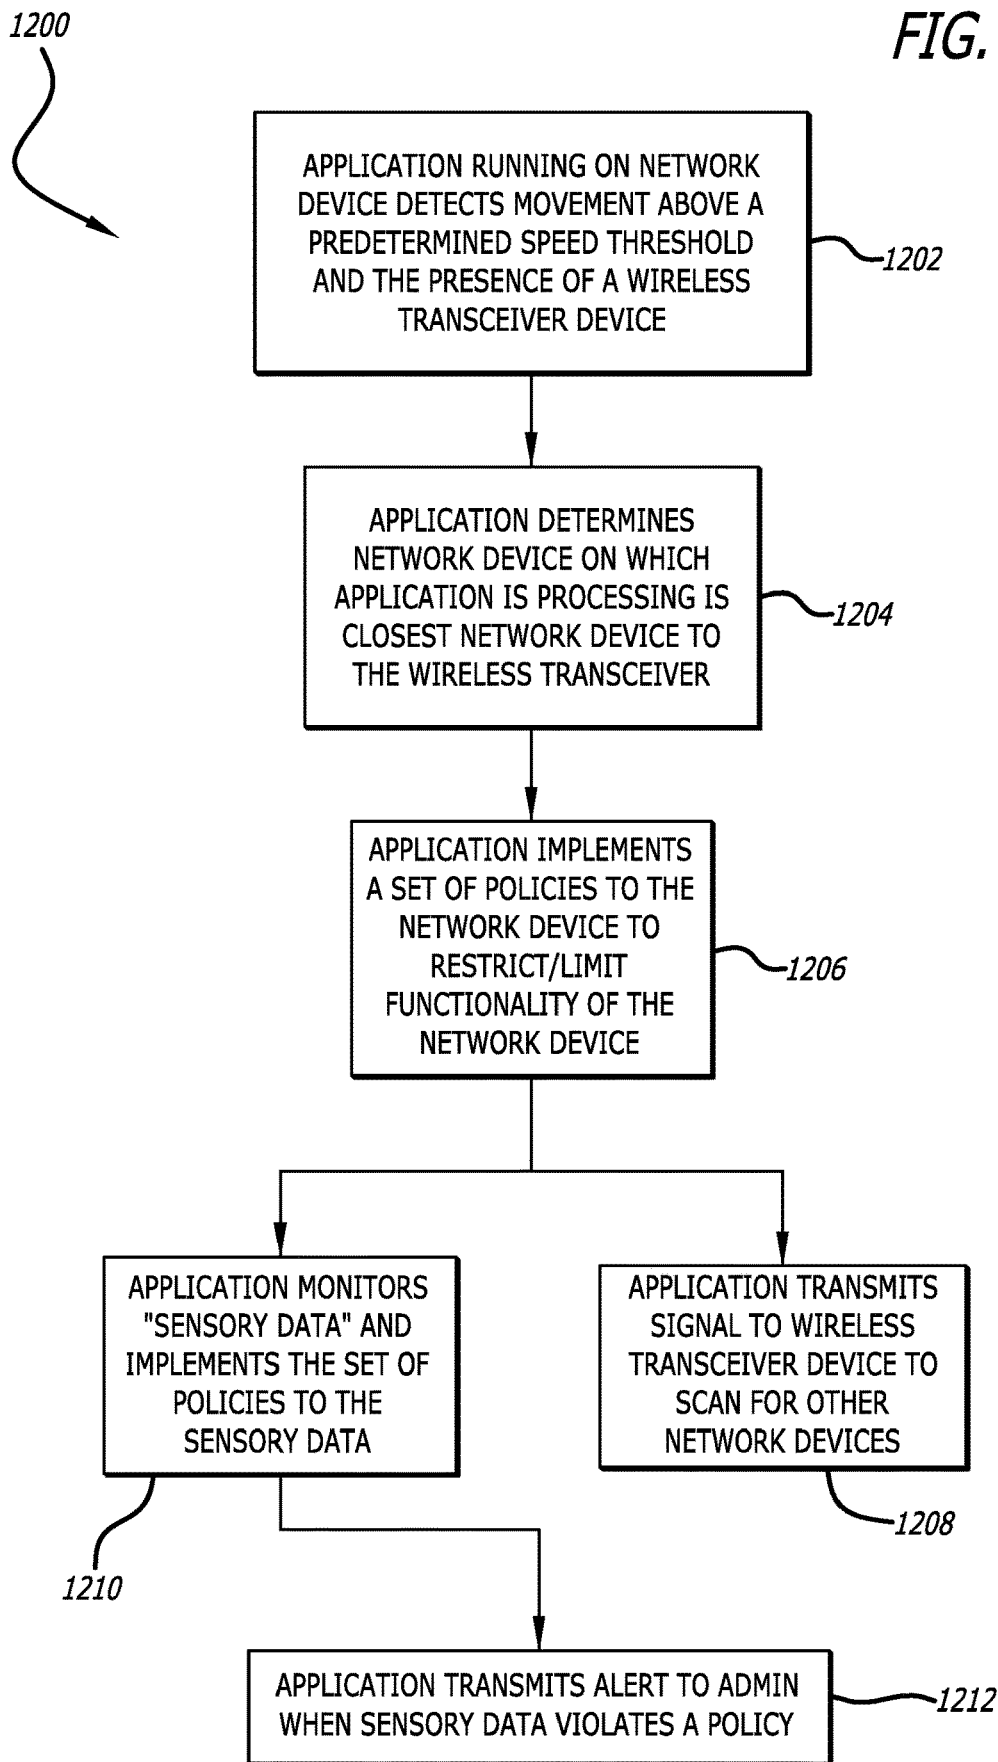 1200
FIG.
APPLICATION RUNNING ON NETWORK
DEVICE DETECTS MOVEMENT ABOVE A
PREDETERMINED SPEED THRESHOLD
AND THE PRESENCE OF A WIRELESS
TRANSCEIVER DEVICE
1202
APPLICATION DETERMINES
NETWORK DEVICE ON WHICH
APPLICATION IS PROCESSING IS
CLOSEST NETWORK DEVICE TO
THE WIRELESS TRANSCEIVER
1204
APPLICATION IMPLEMENTS
A SET OF POLICIES TO THE
NETWORK DEVICE TO
RESTRICT/LIMIT
FUNCTIONALITY OF THE
NETWORK DEVICE
1206
APPLICATION MONITORS
"SENSORY DATA" AND
IMPLEMENTS THE SET OF
POLICIES TO THE
SENSORY DATA
1210
APPLICATION TRANSMITS
SIGNAL TO WIRELESS
TRANSCEIVER DEVICE TO
SCAN FOR OTHER
NETWORK DEVICES
1208
APPLICATION TRANSMITS ALERT TO ADMIN
WHEN SENSORY DATA VIOLATES A POLICY
1212